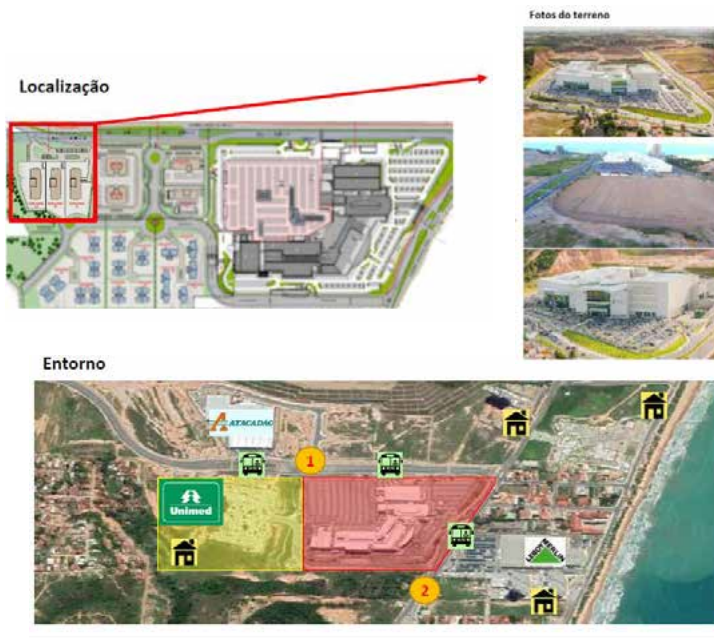 Fotos do terreno
Localização
Entorno
ATACADÃO
1
Unimed
LEROY MERLIN
2